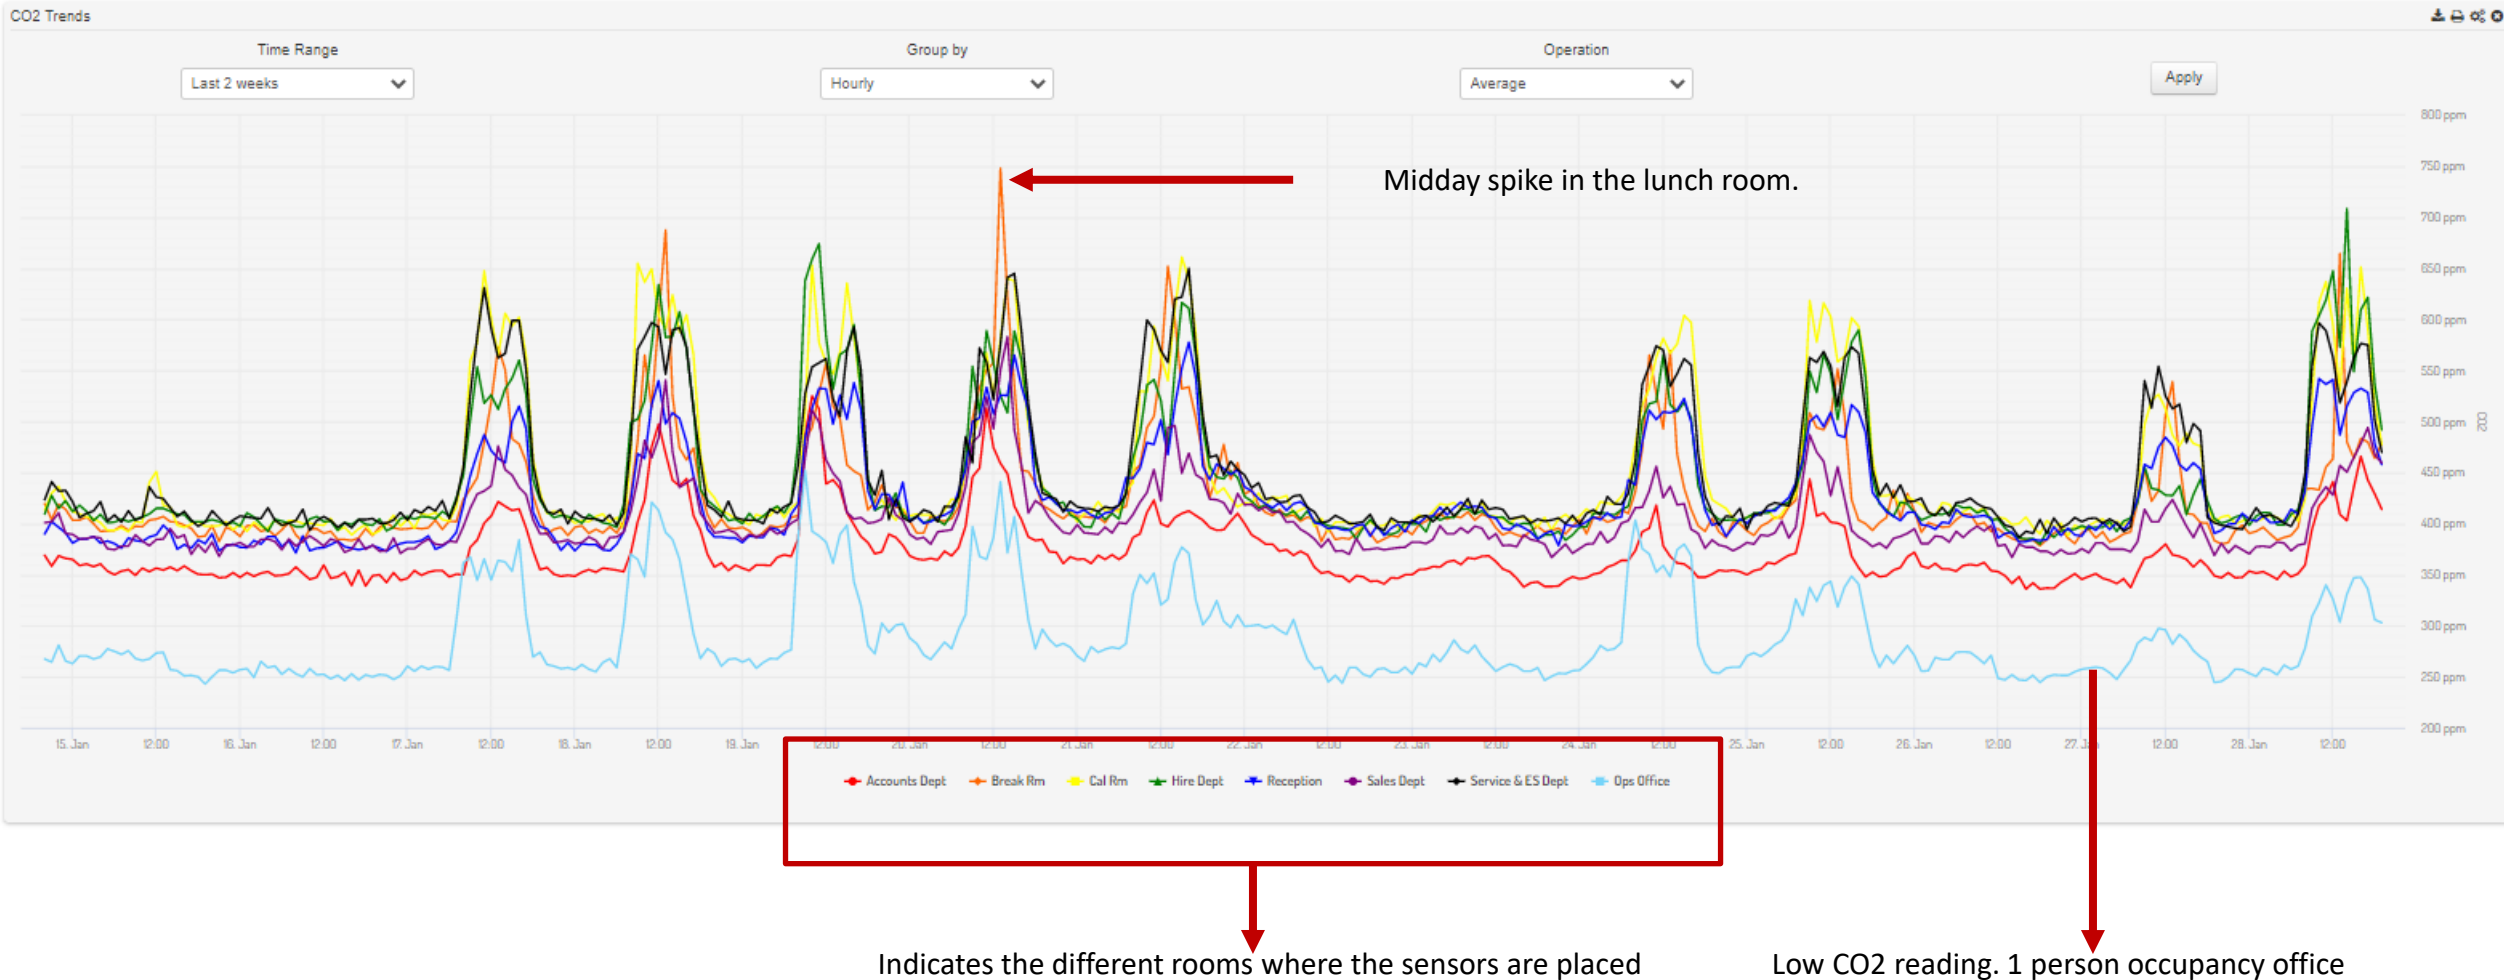 CO2 Trends
Time Range
Group by
Operation
Last 2 weeks
Hourly
Average
Apply
800 ppm
750 ppm
700 ppm
650 ppm
600 ppm
550 ppm
500 ppm
450 ppm
400 ppm
350 ppm
300 ppm
250 ppm
200 ppm
CO2
Midday spike in the lunch room.
15. Jan 12:00 16. Jan 12:00 17. Jan 12:00 18. Jan 12:00 19. Jan 12:00 20. Jan 12:00 21. Jan 12:00 22. Jan 12:00 23. Jan 12:00 24. Jan 12:00 25. Jan 12:00 26. Jan 12:00 27. Jan 12:00 28. Jan 12:00
Accounts Dept Break Rm Cal Rm Hire Dept Reception Sales Dept Service & ES Dept Ops Office
Indicates the different rooms where the sensors are placed
Low CO2 reading. 1 person occupancy office